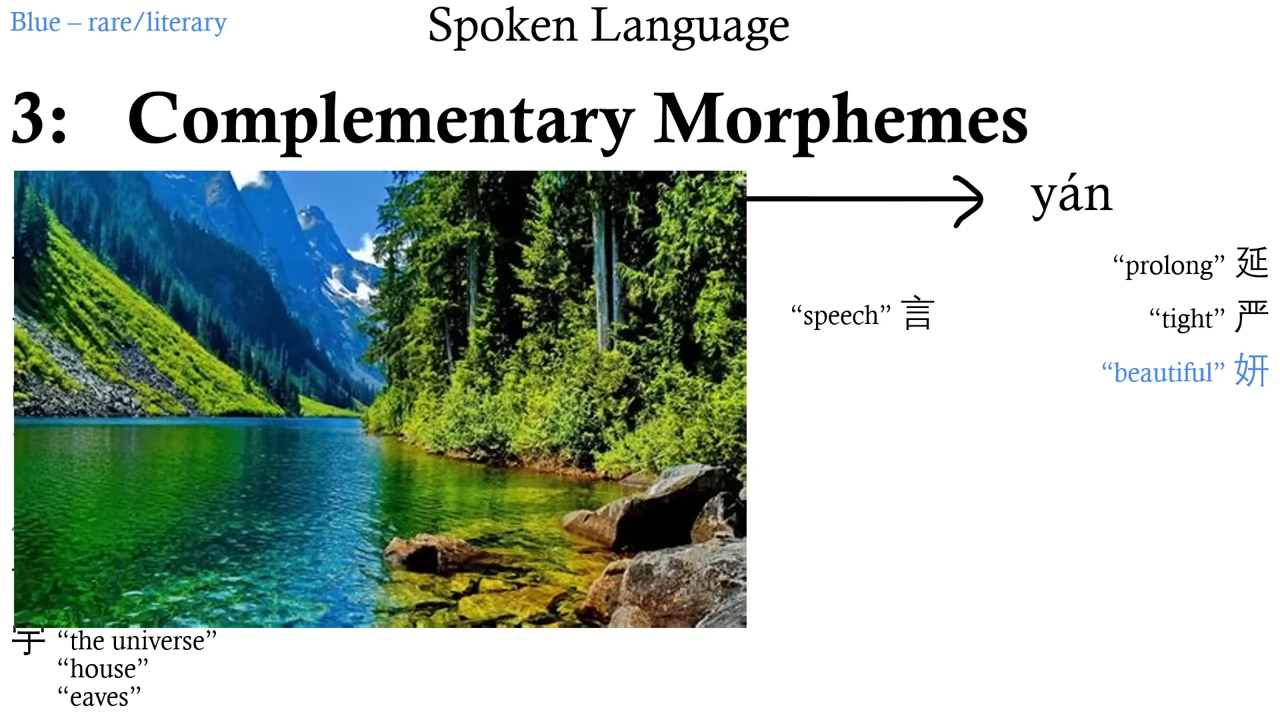 Blue – rare/literary
Spoken Language
3: Complementary Morphemes
yán
“prolong” 延
“speech” 言
“tight” 严
“beautiful” 妍
宇 “the universe”
“house”
“eaves”